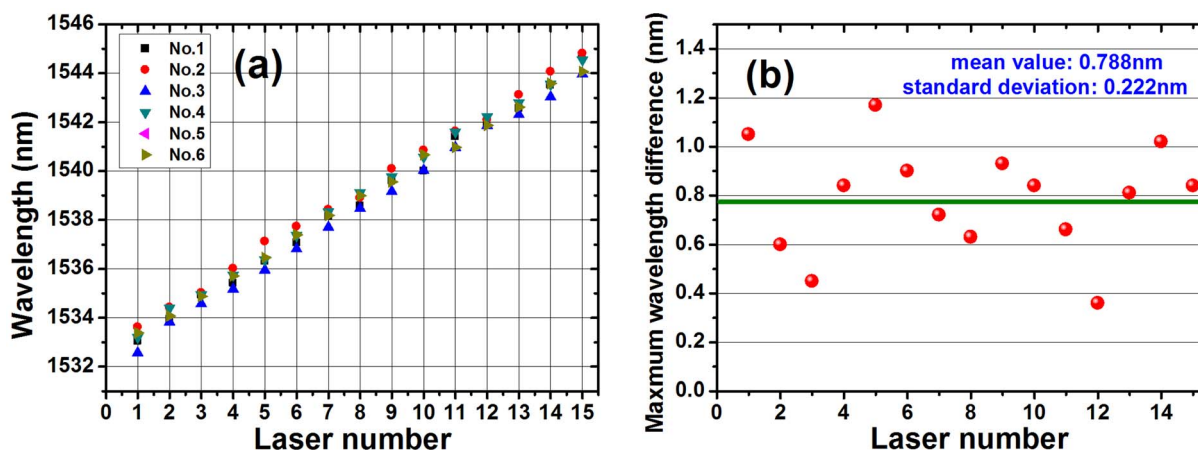 1546
1544
1542
1540
1538
1536
1534
1532
Wavelength (nm)
No.1
No.2
No.3
No.4
No.5
No.6
(a)
0 1 2 3 4 5 6 7 8 9 10 11 12 13 14 15
Laser number
1.4
1.2
1.0
0.8
0.6
0.4
0.2
0.0
Maxmum wavelength difference (nm)
(b)
mean value: 0.788nm
standard deviation: 0.222nm
0 2 4 6 8 10 12 14
Laser number